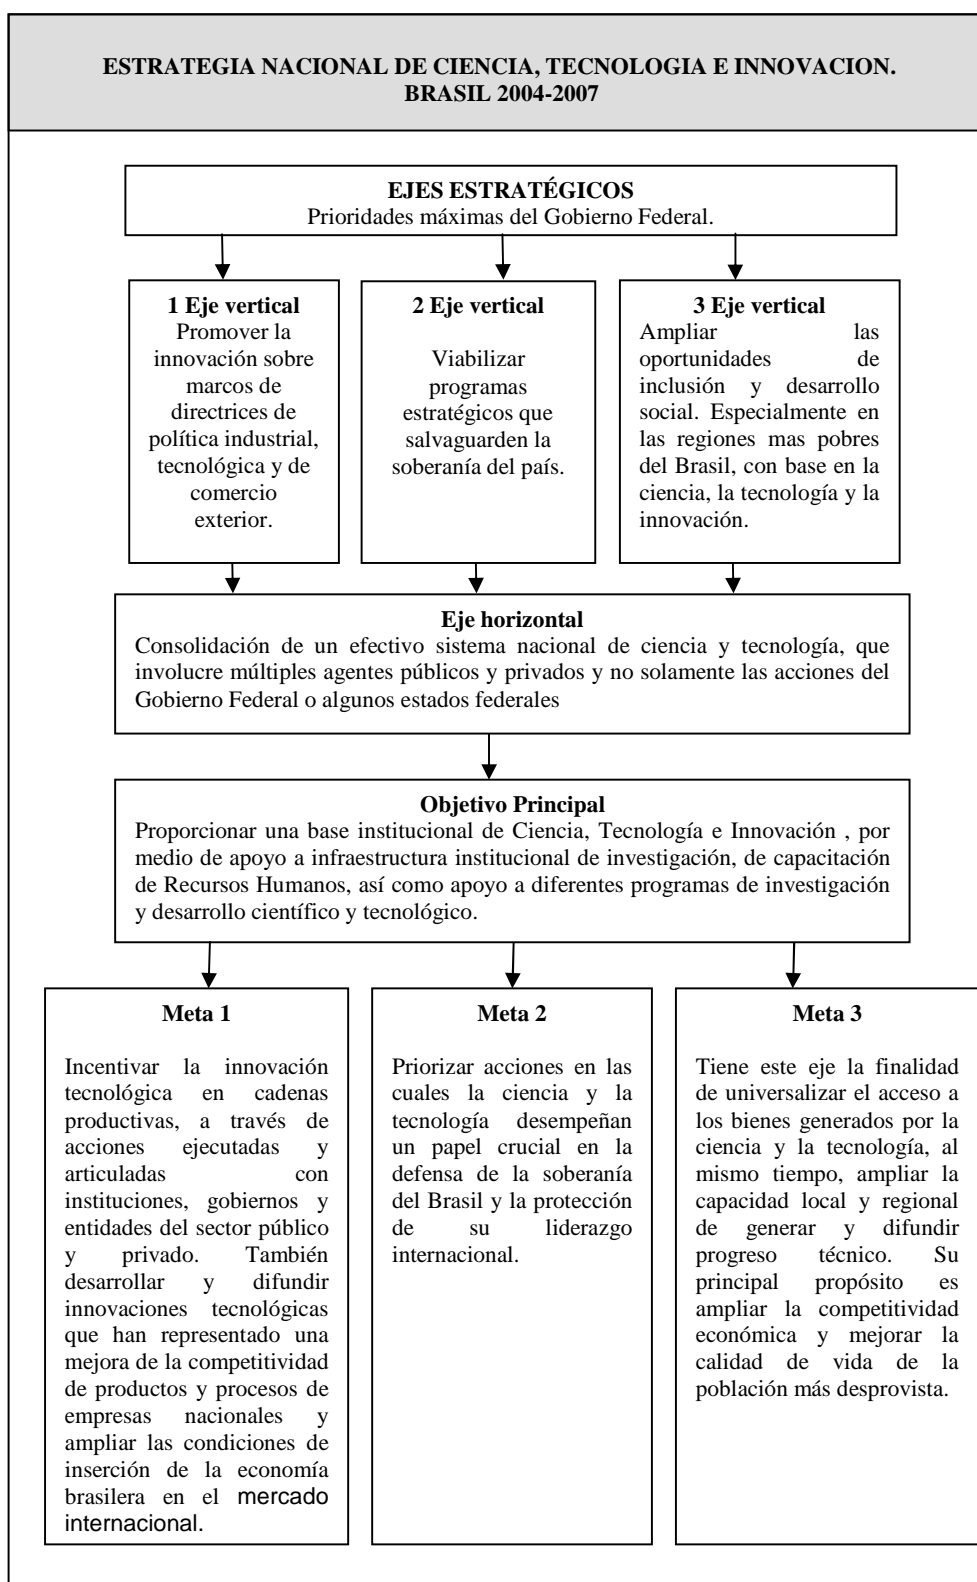 ESTRATEGIA NACIONAL DE CIENCIA, TECNOLOGIA E INNOVACION.
BRASIL 2004-2007
EJES ESTRATÉGICOS
Prioridades máximas del Gobierno Federal.
1 Eje vertical
Promover la
innovación sobre
marcos de
directrices de
política industrial,
tecnológica y de
comercio
exterior.
2 Eje vertical
Viabilizar
programas
estratégicos que
salvaguarden la
soberanía del país.
3 Eje vertical
Ampliar las
oportunidades de
inclusión y desarrollo
social. Especialmente en
las regiones mas pobres
del Brasil, con base en la
ciencia, la tecnología y la
innovación.
Eje horizontal
Consolidación de un efectivo sistema nacional de ciencia y tecnología, que
involucre múltiples agentes públicos y privados y no solamente las acciones del
Gobierno Federal o algunos estados federales
Objetivo Principal
Proporcionar una base institucional de Ciencia, Tecnología e Innovación , por
medio de apoyo a infraestructura institucional de investigación, de capacitación
de Recursos Humanos, así como apoyo a diferentes programas de investigación
y desarrollo científico y tecnológico.
Meta 1
Incentivar la innovación
tecnológica en cadenas
productivas, a través de
acciones ejecutadas y
articuladas con
instituciones, gobiernos y
entidades del sector público
y privado. También
desarrollar y difundir
innovaciones tecnológicas
que han representado una
mejora de la competitividad
de productos y procesos de
empresas nacionales y
ampliar las condiciones de
inserción de la economía
brasilera en el mercado
internacional.
Meta 2
Priorizar acciones en las
cuales la ciencia y la
tecnología desempeñan
un papel crucial en la
defensa de la soberanía
del Brasil y la protección
de su liderazgo
internacional.
Meta 3
Tiene este eje la finalidad
de universalizar el acceso a
los bienes generados por la
ciencia y la tecnología, al
mismo tiempo, ampliar la
capacidad local y regional
de generar y difundir
progreso técnico. Su
principal propósito es
ampliar la competitividad
económica y mejorar la
calidad de vida de la
población más desprovista.